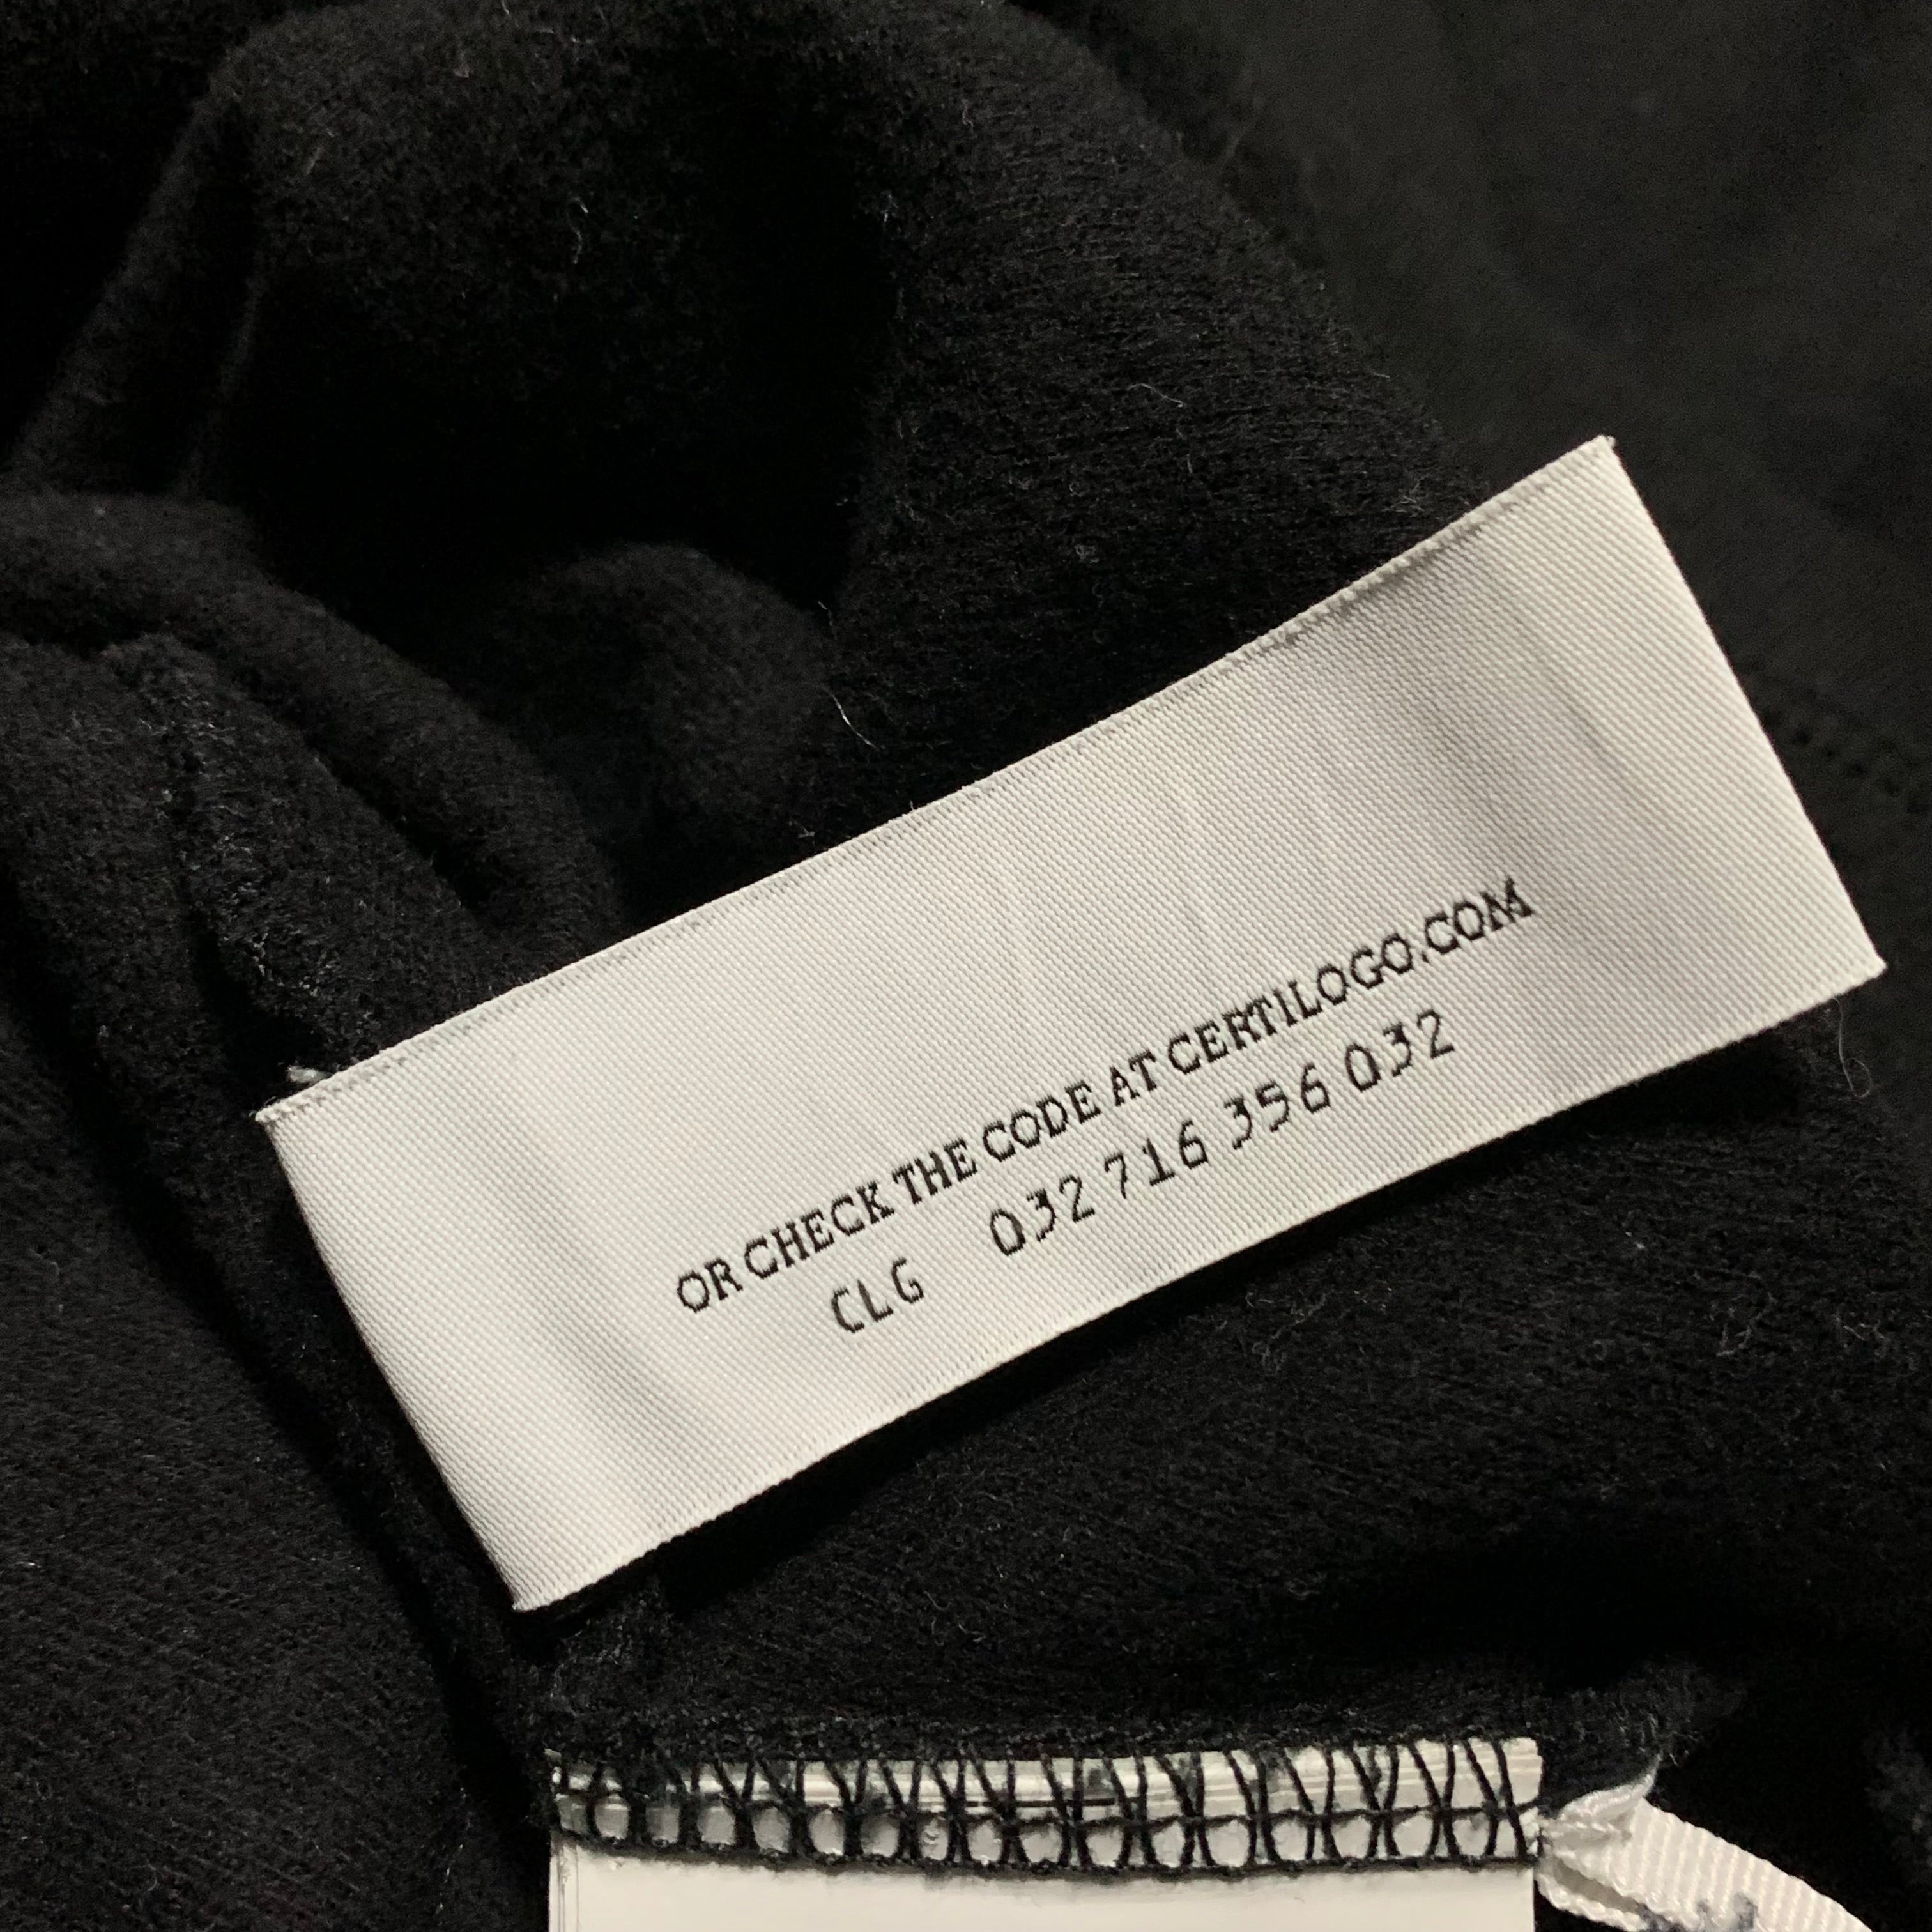 OR CHECK THE CODE AT CERTILOGO.COM
CLG 032 716 356 032